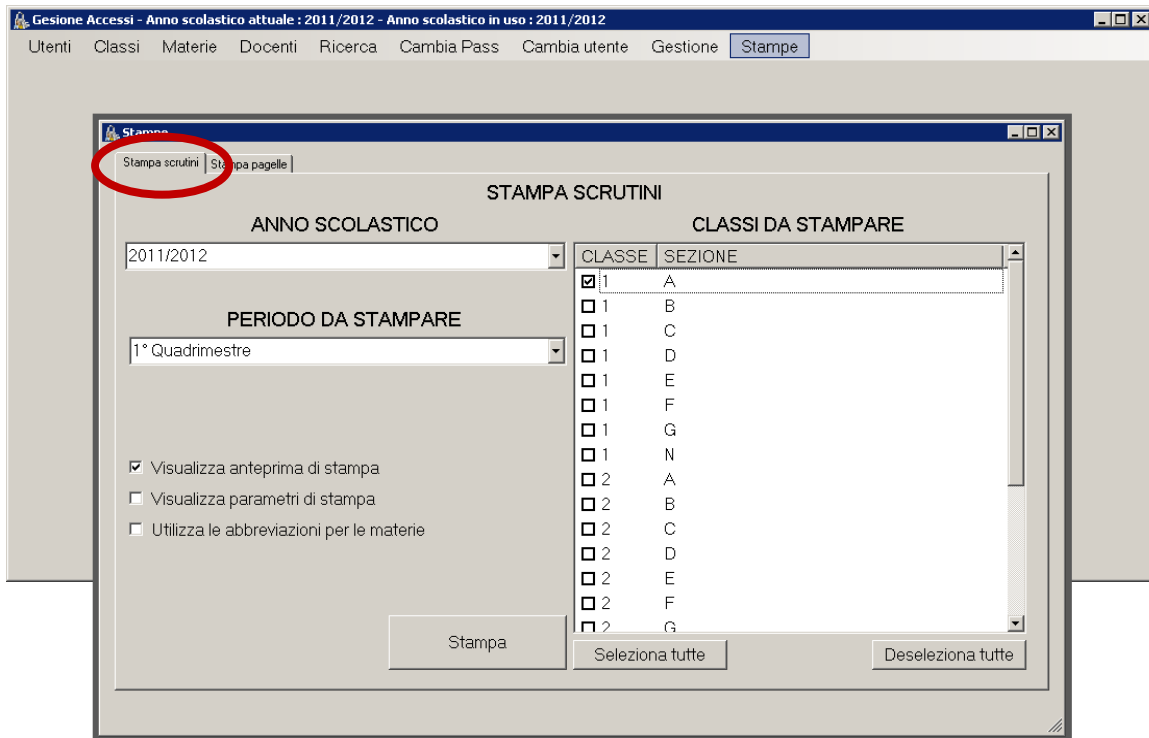 Gesione Accessi - Anno scolastico attuale : 2011/2012 - Anno scolastico in uso : 2011/2012
Utenti Classi Materie Docenti Ricerca Cambia Pass Cambia utente Gestione Stampe
Stampe
Stampa scrutini Stampa pagelle
STAMPA SCRUTINI
ANNO SCOLASTICO
2011/2012
PERIODO DA STAMPARE
1° Quadrimestre
Visualizza anteprima di stampa
Visualizza parametri di stampa
Utilizza le abbreviazioni per le materie
Stampa
CLASSI DA STAMPARE
CLASSE SEZIONE
1 A
1 B
1 C
1 D
1 E
1 F
1 G
1 N
2 A
2 B
2 C
2 D
2 E
2 F
2 G
Seleziona tutte Deseleziona tutte